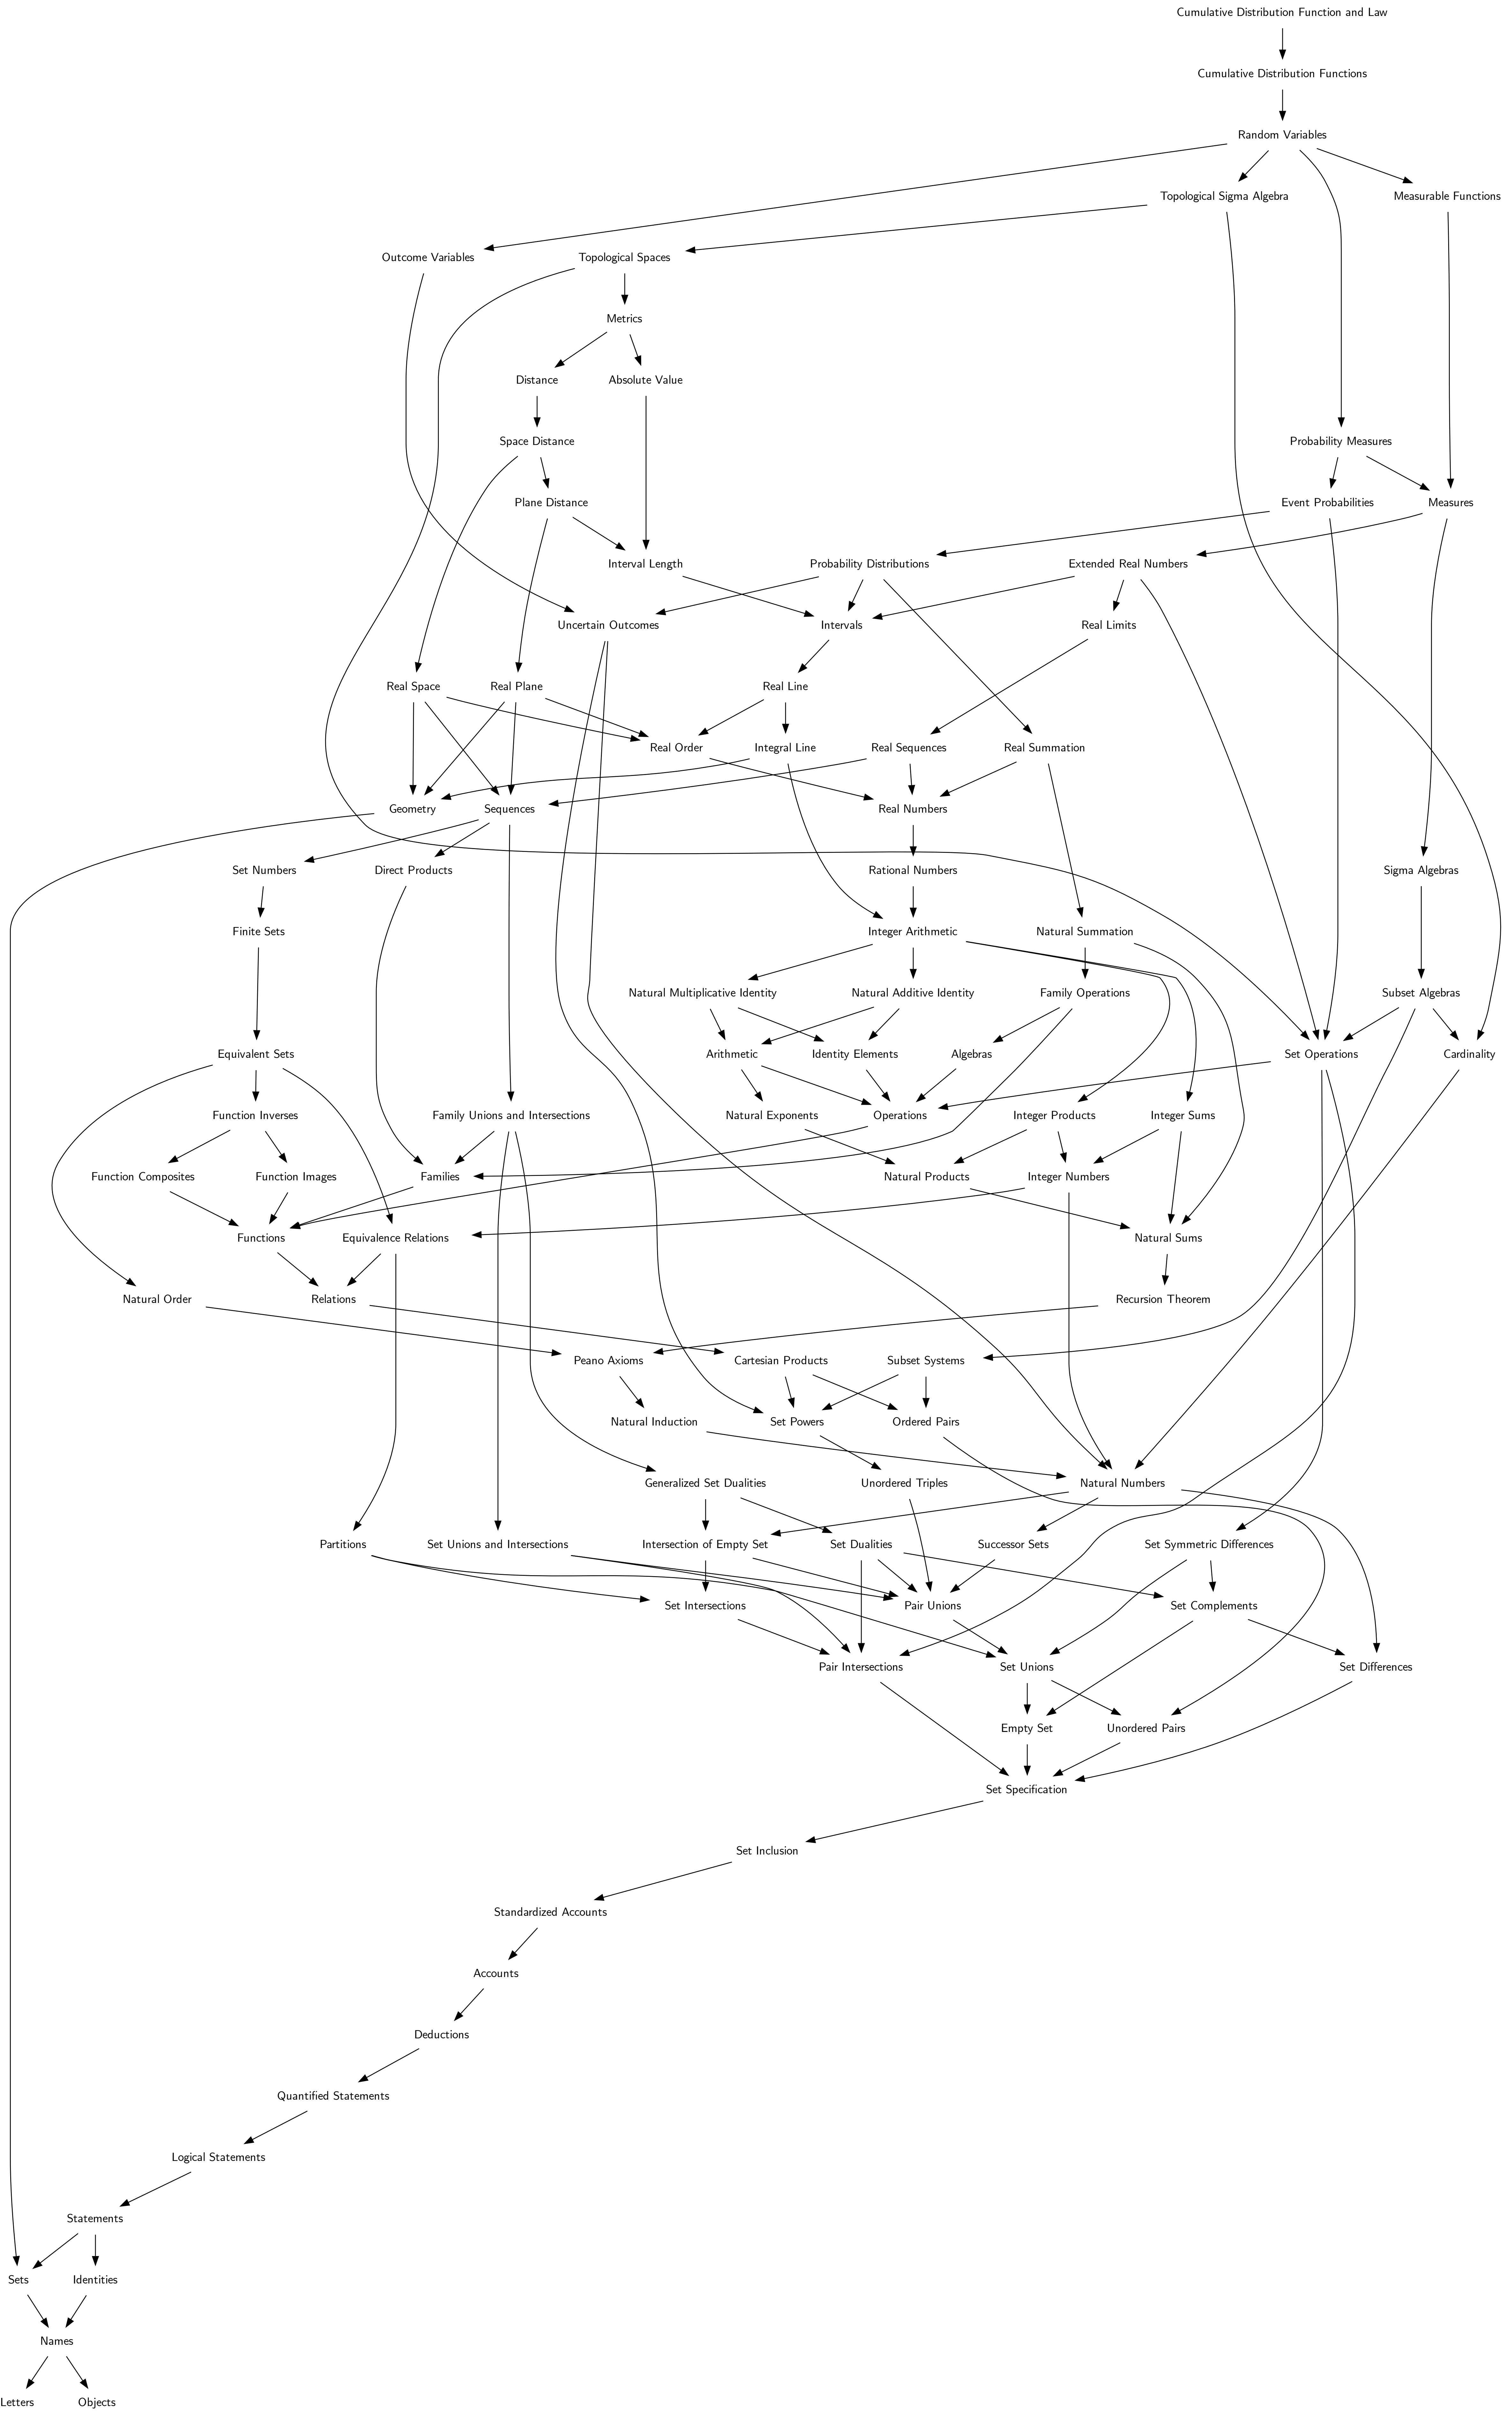 Cumulative Distribution Function and Law
Cumulative Distribution Functions
Random Variables
Topological Sigma Algebra
Measurable Functions
Outcome Variables
Topological Spaces
Metrics
Distance
Absolute Value
Space Distance
Probability Measures
Plane Distance
Event Probabilities
Measures
Interval Length
Probability Distributions
Extended Real Numbers
Uncertain Outcomes
Intervals
Real Limits
Real Space
Real Plane
Real Line
Real Order
Integral Line
Real Sequences
Real Summation
Geometry
Sequences
Real Numbers
Set Numbers
Direct Products
Rational Numbers
Sigma Algebras
Finite Sets
Integer Arithmetic
Natural Summation
Natural Multiplicative Identity
Natural Additive Identity
Family Operations
Subset Algebras
Equivalent Sets
Arithmetic
Identity Elements
Algebras
Set Operations
Cardinality
Function Inverses
Family Unions and Intersections
Natural Exponents
Operations
Integer Products
Integer Sums
Function Composites
Function Images
Families
Natural Products
Integer Numbers
Functions
Equivalence Relations
Natural Sums
Natural Order
Relations
Recursion Theorem
Peano Axioms
Cartesian Products
Subset Systems
Natural Induction
Set Powers
Ordered Pairs
Generalized Set Dualities
Unordered Triples
Natural Numbers
Partitions
Set Unions and Intersections
Intersection of Empty Set
Set Dualities
Successor Sets
Set Symmetric Differences
Set Intersections
Pair Unions
Set Complements
Pair Intersections
Set Unions
Set Differences
Empty Set
Unordered Pairs
Set Specification
Set Inclusion
Standardized Accounts
Accounts
Deductions
Quantified Statements
Logical Statements
Statements
Sets
Identities
Names
Letters
Objects